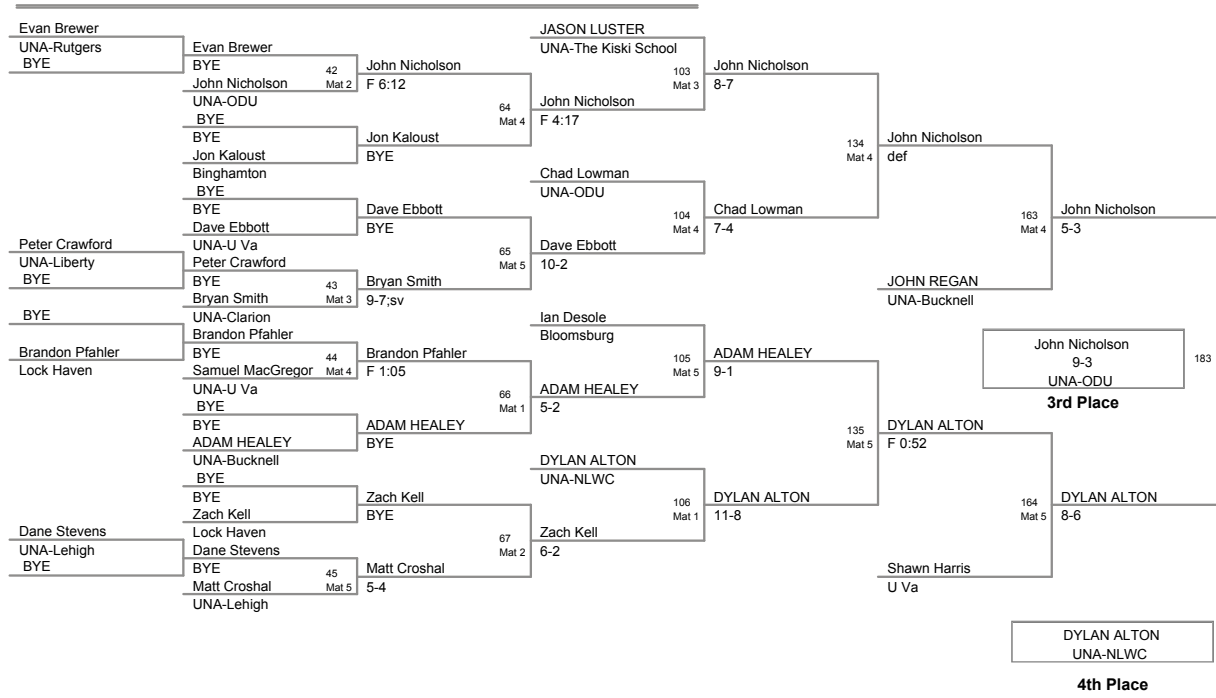 Evan Brewer
UNA-Rutgers
BYE
Peter Crawford
UNA-Liberty
BYE
BYE
Brandon Pfahler
Lock Haven
Dane Stevens
UNA-Lehigh
BYE
Evan Brewer
BYE
42
Mat 2
John Nicholson
UNA-ODU
BYE
BYE
Jon Kaloust
Binghamton
BYE
BYE
Dave Ebbott
UNA-U Va
Peter Crawford
BYE
43
Mat 3
Bryan Smith
UNA-Clarion
Brandon Pfahler
BYE
44
Mat 4
Samuel MacGregor
UNA-U Va
BYE
BYE
ADAM HEALEY
UNA-Bucknell
BYE
BYE
Zach Kell
Lock Haven
Dane Stevens
BYE
45
Mat 5
Matt Croshal
UNA-Lehigh
John Nicholson
F 6:12
64
Mat 4
Jon Kaloust
BYE
Dave Ebbott
BYE
65
Mat 5
Bryan Smith
9-7;sv
Brandon Pfahler
F 1:05
66
Mat 1
ADAM HEALEY
BYE
Zach Kell
BYE
67
Mat 2
Matt Croshal
5-4
JASON LUSTER
UNA-The Kiski School
103
Mat 3
John Nicholson
F 4:17
Chad Lowman
UNA-ODU
104
Mat 4
Dave Ebbott
10-2
Ian Desole
Bloomsburg
105
Mat 5
ADAM HEALEY
5-2
DYLAN ALTON
UNA-NLWC
106
Mat 1
Zach Kell
6-2
John Nicholson
8-7
134
Mat 4
Chad Lowman
7-4
ADAM HEALEY
9-1
135
Mat 5
DYLAN ALTON
11-8
John Nicholson
def
163
Mat 4
JOHN REGAN
UNA-Bucknell
DYLAN ALTON
F 0:52
164
Mat 5
Shawn Harris
U Va
John Nicholson
5-3
DYLAN ALTON
8-6
John Nicholson
9-3
UNA-ODU
183
3rd Place
DYLAN ALTON
UNA-NLWC
4th Place